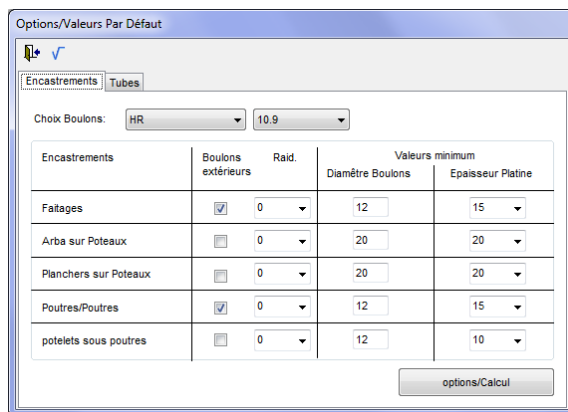 Options/Valeurs Par Défaut
Encastrements Tubes
Choix Boulons: HR 10.9
Encastrements Boulons extérieurs Raid. Valeurs minimum
Diamêtre Boulons Epaisseur Platine
Faitages 0 12 15
Arba sur Poteaux 0 20 20
Planchers sur Poteaux 0 20 20
Poutres/Poutres 0 12 15
potelets sous poutres 0 12 10
options/Calcul